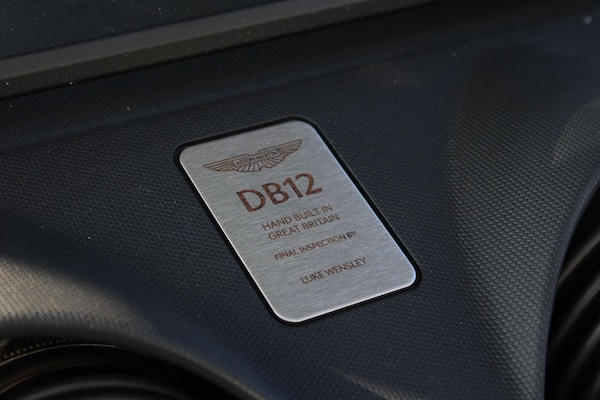 ASTON MARTIN
DB12
HAND BUILT IN
GREAT BRITAIN
FINAL INSPECTION BY
LUKE WENSLEY